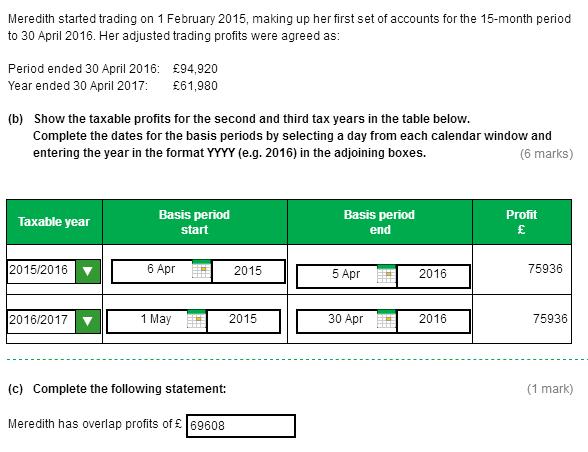 Meredith started trading on 1 February 2015, making up her first set of accounts for the 15-month period
to 30 April 2016. Her adjusted trading profits were agreed as:
Period ended 30 April 2016: £94,920
Year ended 30 April 2017: £61,980
(b) Show the taxable profits for the second and third tax years in the table below.
Complete the dates for the basis periods by selecting a day from each calendar window and
entering the year in the format YYYY (e.g. 2016) in the adjoining boxes. (6 marks)
Taxable year Basis period start Basis period end Profit £
2015/2016 6 Apr 2015 5 Apr 2016 75936
2016/2017 1 May 2015 30 Apr 2016 75936
(c) Complete the following statement: (1 mark)
Meredith has overlap profits of £ 69608